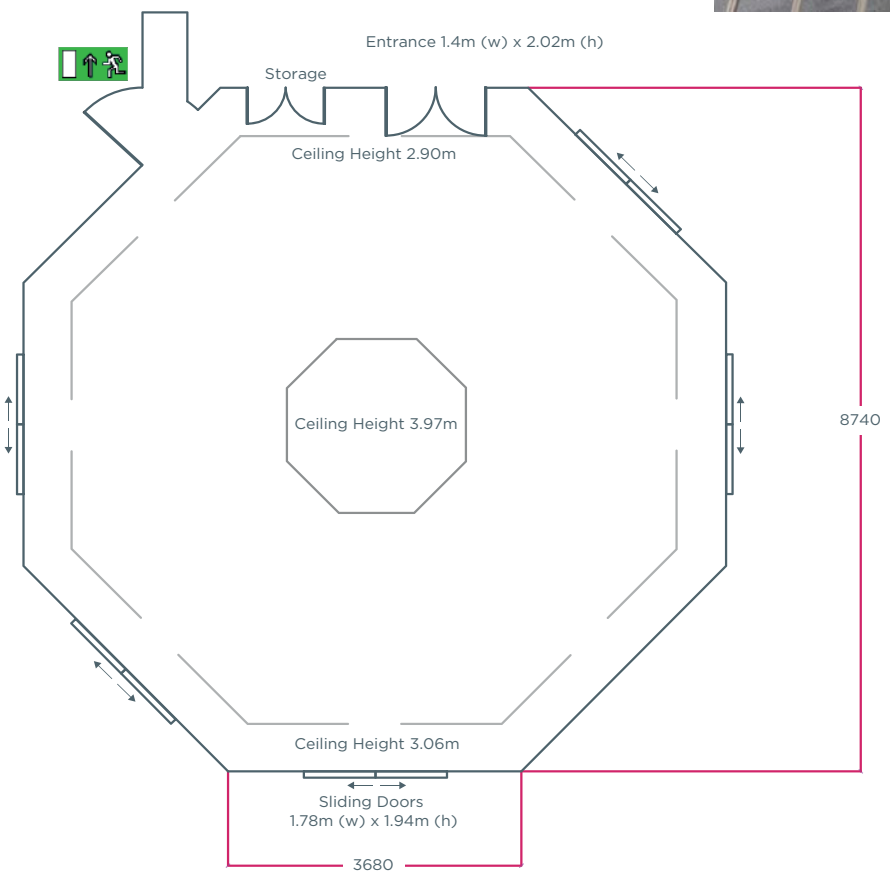 Entrance 1.4m (w) x 2.02m (h)
Storage
Ceiling Height 2.90m
Ceiling Height 3.97m
8740
Ceiling Height 3.06m
Sliding Doors
1.78m (w) x 1.94m (h)
3680